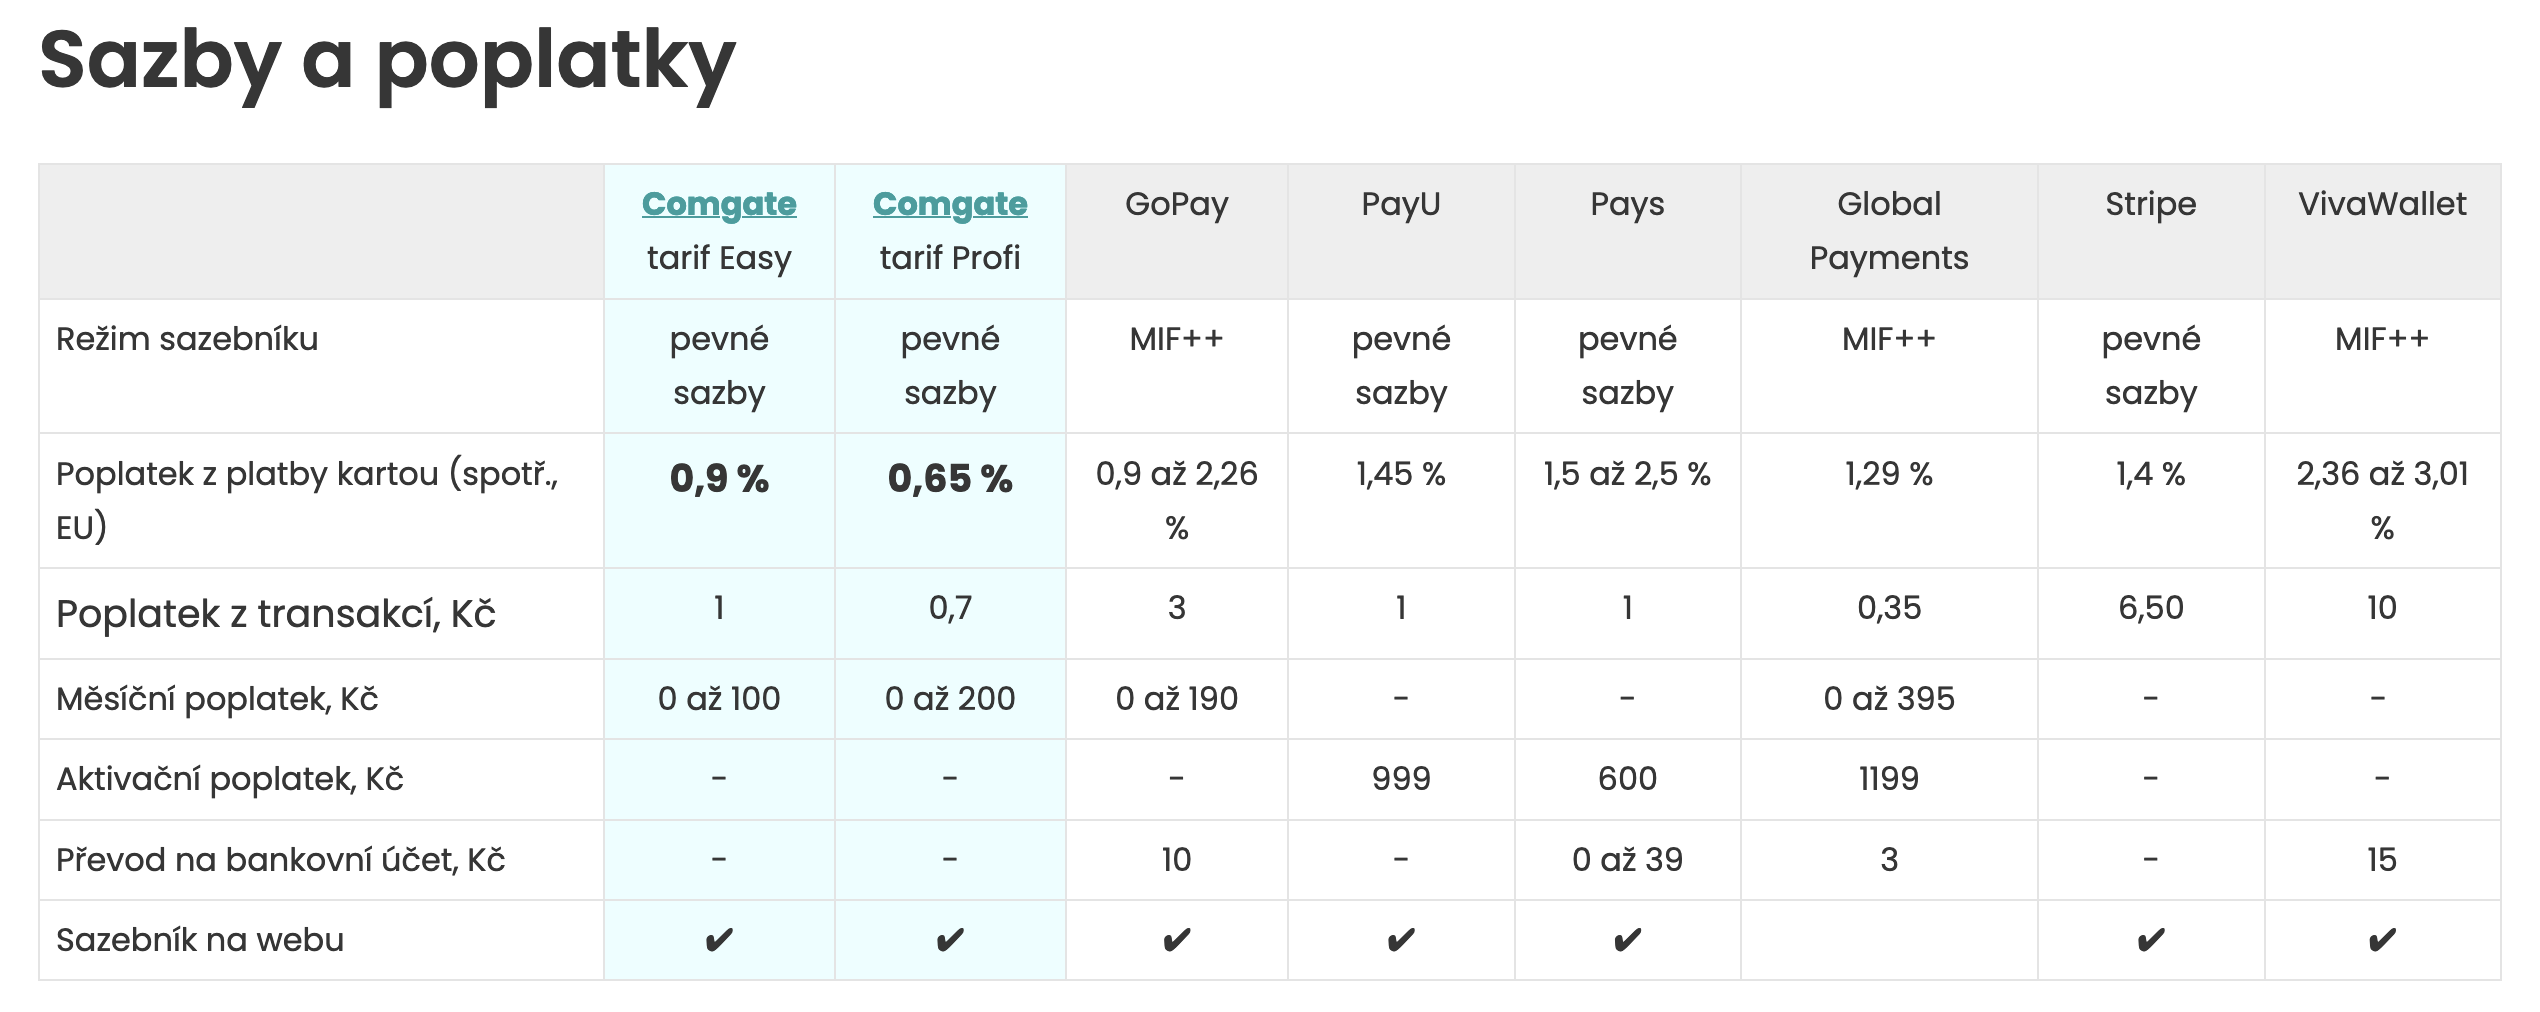 Sazby a poplatky
Comgate tarif Easy	Comgate tarif Profi	GoPay	PayU	Pays	Global Payments	Stripe	VivaWallet
Režim sazebníku	pevné sazby	pevné sazby	MIF++	pevné sazby	pevné sazby	MIF++	pevné sazby	MIF++
Poplatek z platby kartou (spotř., EU)	0,9 %	0,65 %	0,9 až 2,26 %	1,45 %	1,5 až 2,5 %	1,29 %	1,4 %	2,36 až 3,01 %
Poplatek z transakcí, Kč	1	0,7	3	1	1	0,35	6,50	10
Měsíční poplatek, Kč	0 až 100	0 až 200	0 až 190	-	-	0 až 395	-	-
Aktivační poplatek, Kč	-	-	-	999	600	1199	-	-
Převod na bankovní účet, Kč	-	-	10	-	0 až 39	3	-	15
Sazebník na webu	✔	✔	✔	✔	✔		✔	✔